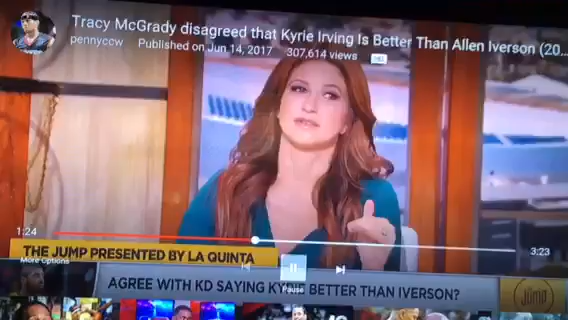 Tracy McGrady disagreed that Kyrie Irving Is Better Than Allen Iverson (20...
pennyccw Published on Jun 14, 2017 307,614 views HD
1:24
3:23
THE JUMP PRESENTED BY LA QUINTA
More Options
Pause
AGREE WITH KD SAYING KYRIE BETTER THAN IVERSON?
Jump